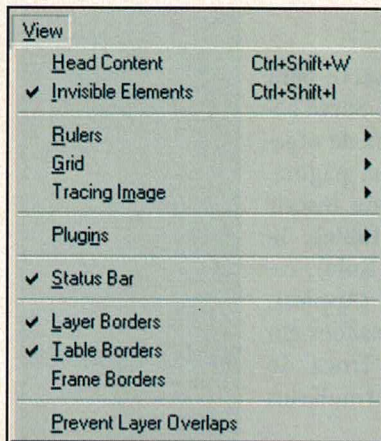 View
Head Content Ctrl+Shift+W
✔ Invisible Elements Ctrl+Shift+I
Rulers
Grid
Tracing Image
Plugins
✔ Status Bar
✔ Layer Borders
✔ Table Borders
Frame Borders
Prevent Layer Overlaps